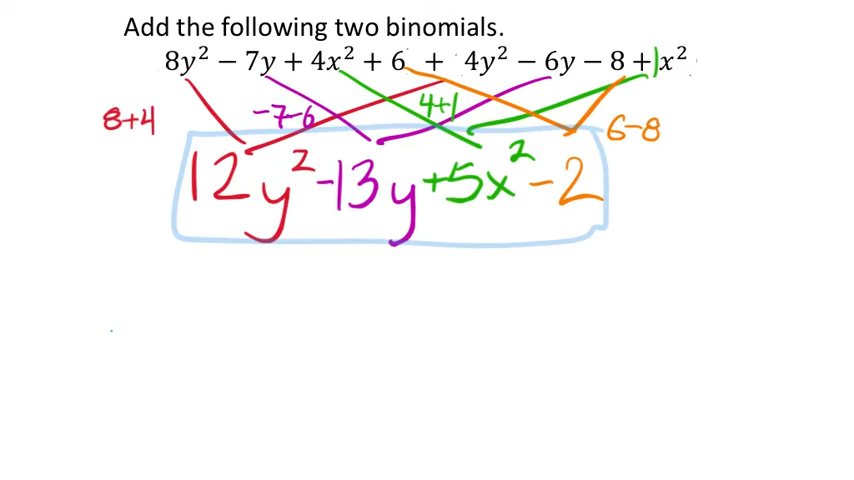 Add the following two binomials.
8y² − 7y + 4x² + 6 + 4y² − 6y − 8 + 1x²
8+4 −7−6 4+1 6−8
12y² −13y +5x² −2